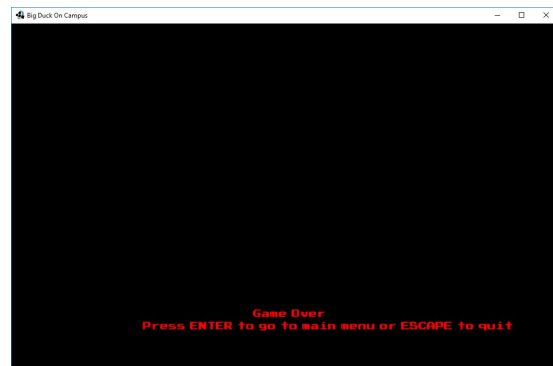 Big Duck On Campus
Game Over
Press ENTER to go to main menu or ESCAPE to quit